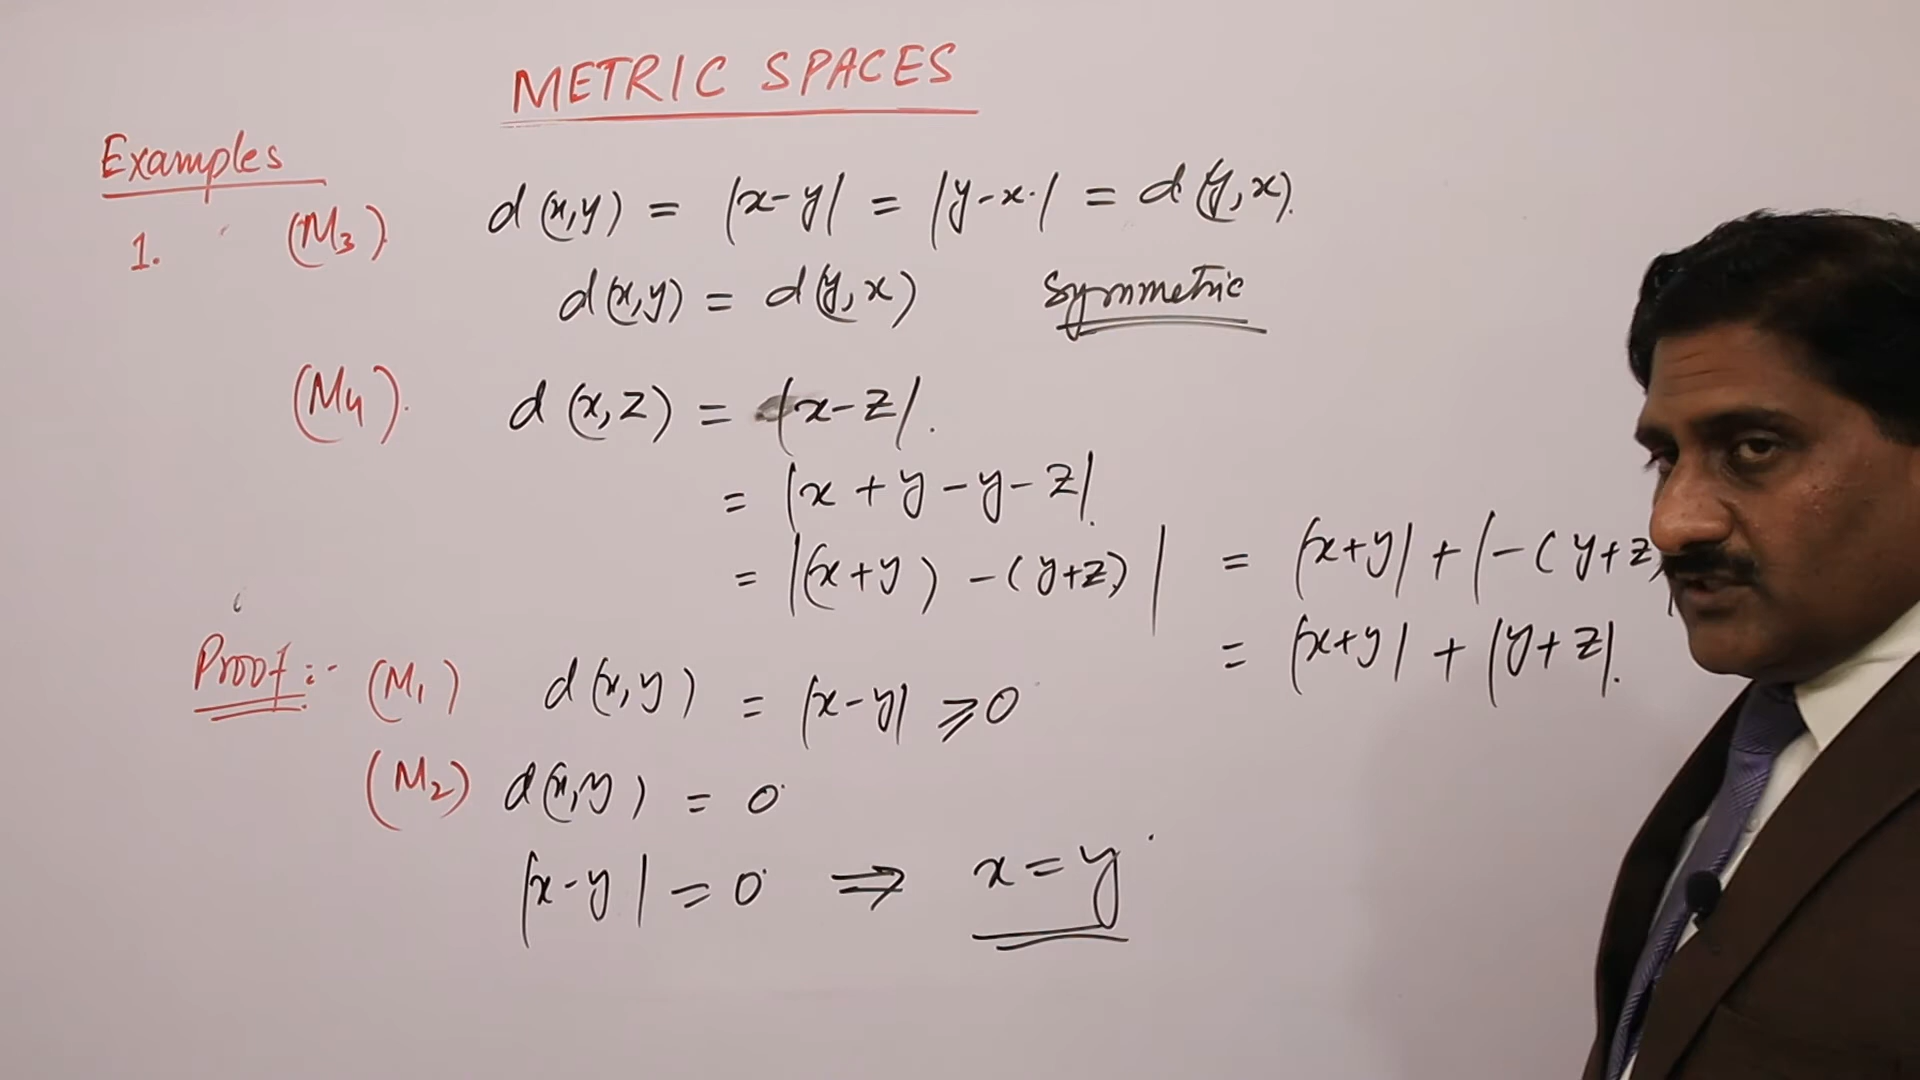 METRIC SPACES
Examples
1. (M3). d(x,y) = |x-y| = |y-x| = d(y,x).
d(x,y) = d(y,x) Symmetric
(M4). d(x,z) = |x-z|.
= |x+y-y-z|.
= |(x+y)-(y+z)| = |x+y|+|-(y+z
= |x+y|+|y+z|.
Proof:- (M1) d(x,y) = |x-y| ⩾0
(M2) d(x,y) = 0
|x-y| = 0 ⇒ x=y